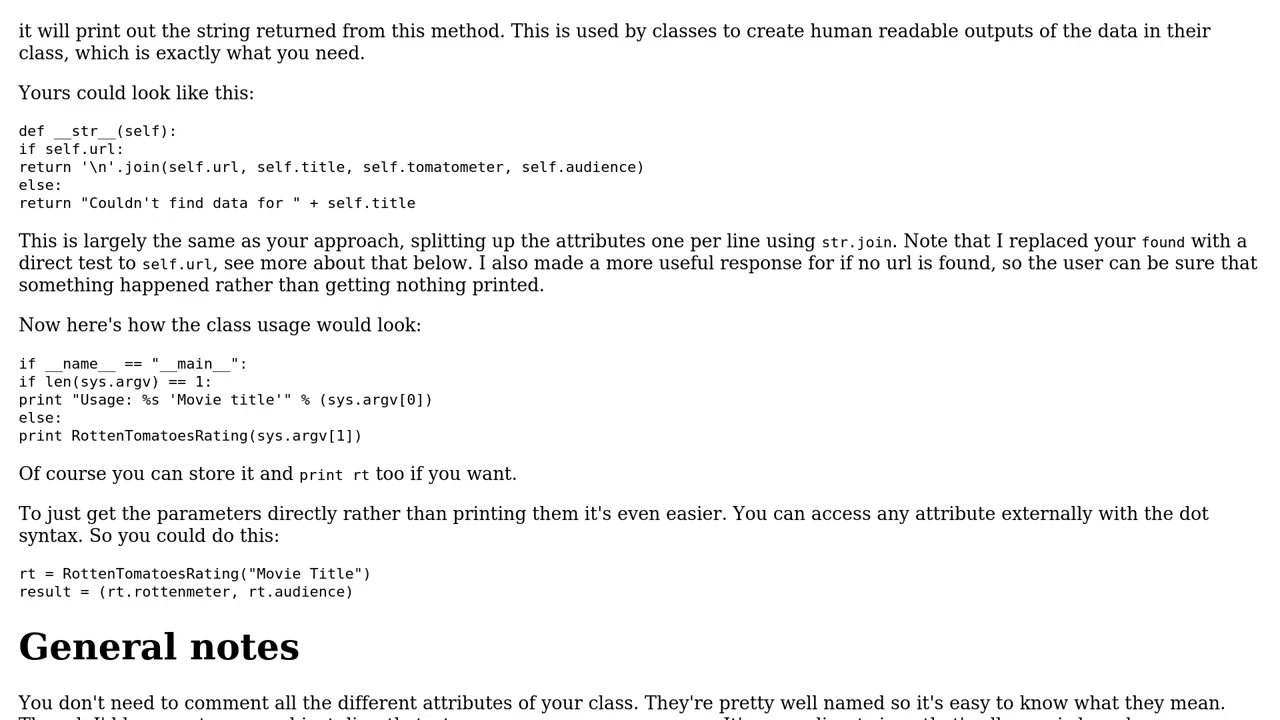 it will print out the string returned from this method. This is used by classes to create human readable outputs of the data in their
class, which is exactly what you need.
Yours could look like this:
def __str__(self):
if self.url:
return '\n'.join(self.url, self.title, self.tomatometer, self.audience)
else:
return "Couldn't find data for " + self.title
This is largely the same as your approach, splitting up the attributes one per line using str.join. Note that I replaced your found with a
direct test to self.url, see more about that below. I also made a more useful response for if no url is found, so the user can be sure that
something happened rather than getting nothing printed.
Now here's how the class usage would look:
if __name__ == "__main__":
if len(sys.argv) == 1:
print "Usage: %s 'Movie title'" % (sys.argv[0])
else:
print RottenTomatoesRating(sys.argv[1])
Of course you can store it and print rt too if you want.
To just get the parameters directly rather than printing them it's even easier. You can access any attribute externally with the dot
syntax. So you could do this:
rt = RottenTomatoesRating("Movie Title")
result = (rt.rottenmeter, rt.audience)
General notes
You don't need to comment all the different attributes of your class. They're pretty well named so it's easy to know what they mean.